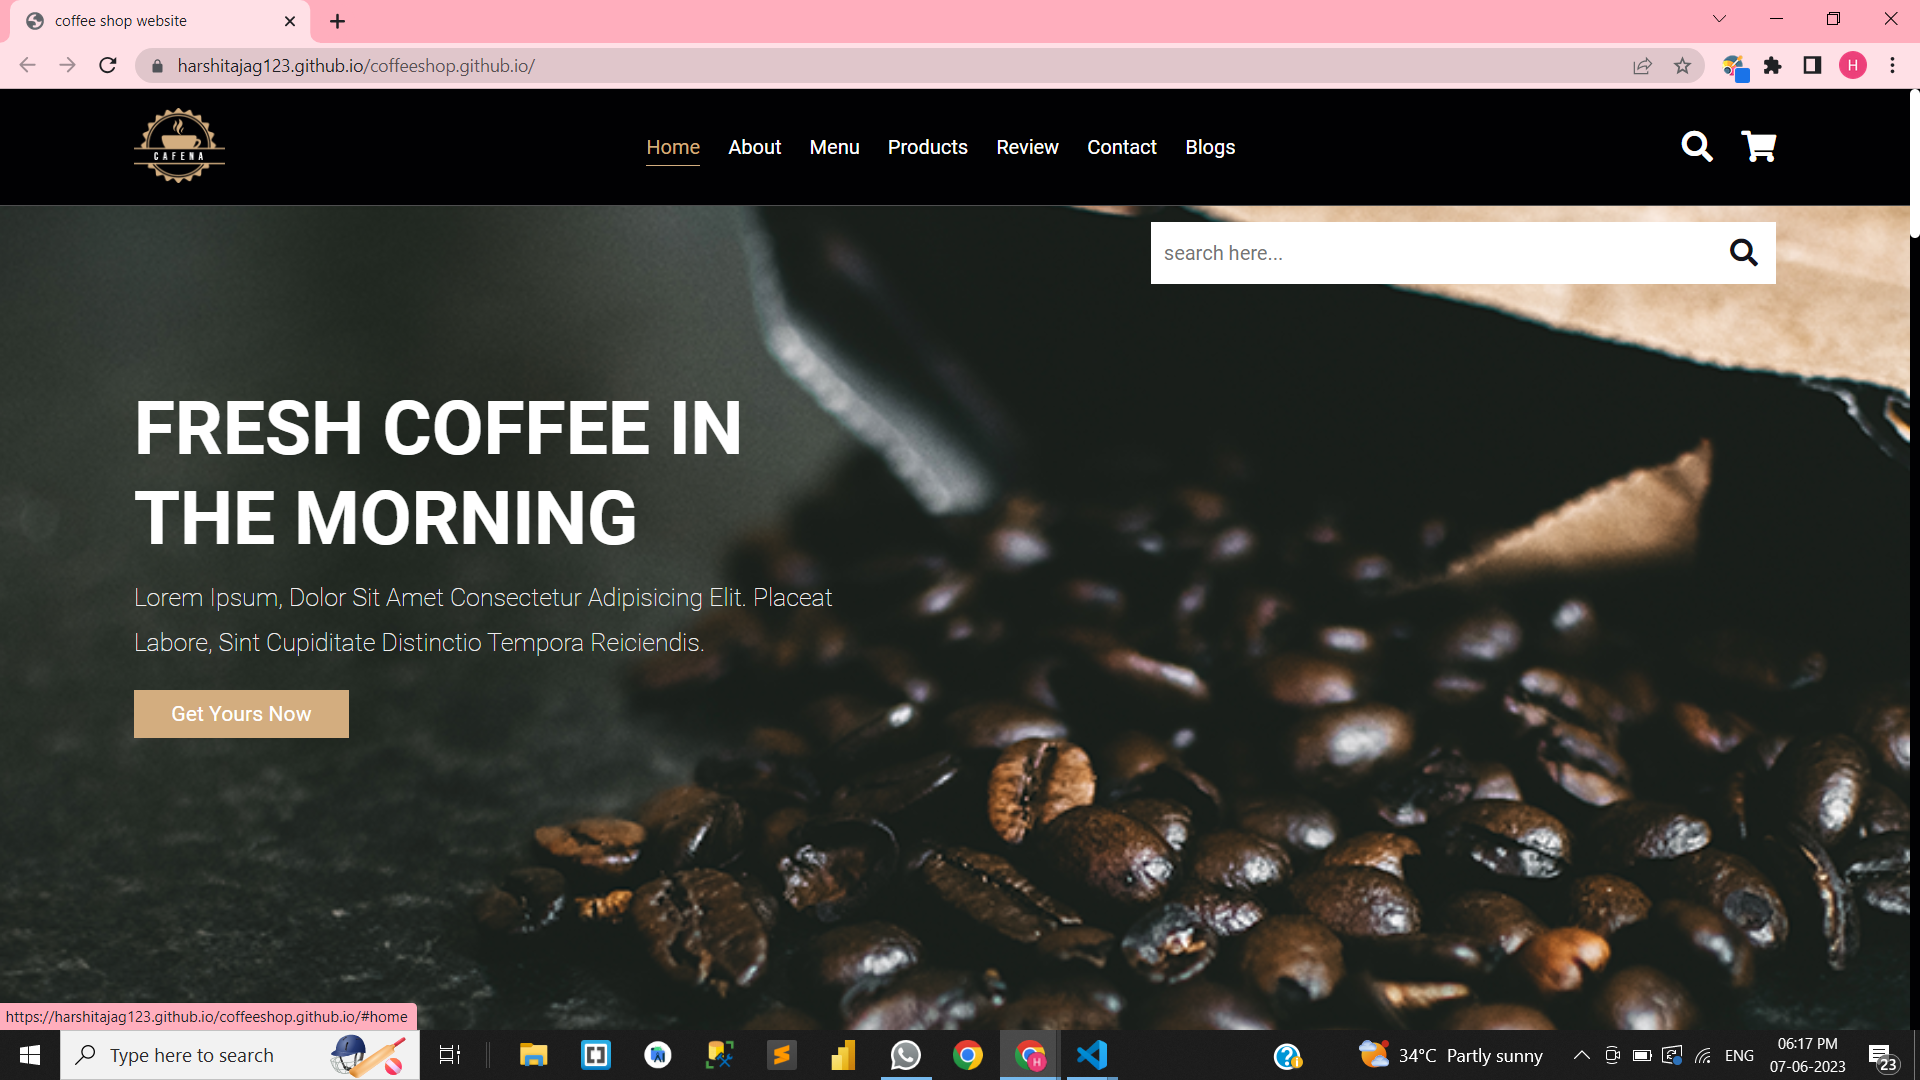 coffee shop website
harshitajag123.github.io/coffeeshop.github.io/
H
CAFENA
Home About Menu Products Review Contact Blogs
search here...
FRESH COFFEE IN
THE MORNING
Lorem Ipsum, Dolor Sit Amet Consectetur Adipisicing Elit. Placeat
Labore, Sint Cupiditate Distinctio Tempora Reiciendis.
Get Yours Now
https://harshitajag123.github.io/coffeeshop.github.io/#home
Type here to search
H
34°C Partly sunny
ENG
06:17 PM
07-06-2023
23